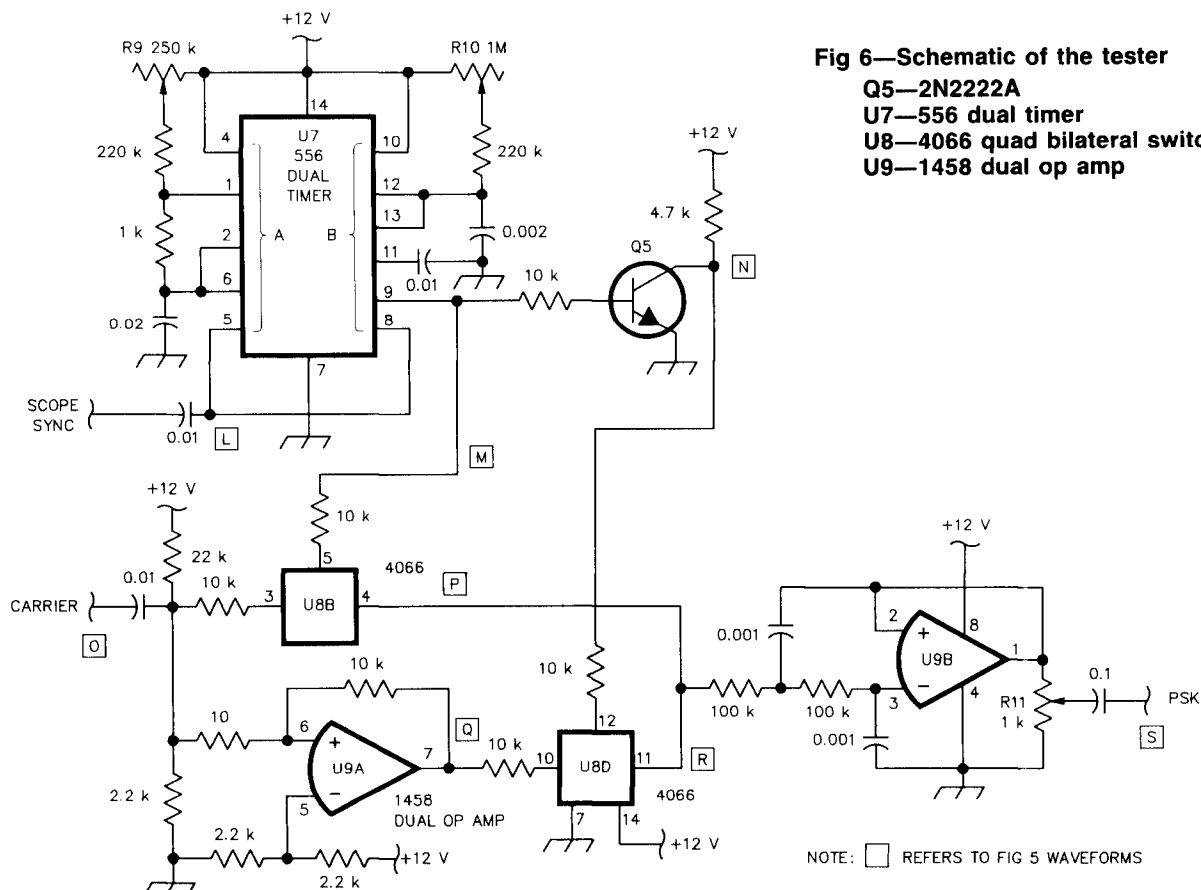 Fig 6—Schematic of the tester
Q5—2N2222A
U7—556 dual timer
U8—4066 quad bilateral switc
U9—1458 dual op amp
+12 V
R9 250 k
R10 1M
14
4
U7
10
220 k
556
220 k
DUAL
1
TIMER
12
13
1 k
2
A
B
0.002
11
0.01
6
9
0.02
5
8
7
+12 V
4.7 k
Q5
N
10 k
SCOPE
SYNC
0.01
L
M
+12 V
10 k
22 k
5
4066
0.01
10 k
P
CARRIER
3
U8B
4
O
+12 V
2
+
8
0.001
U9B
1
10 k
10 k
0.1
PSK
−
4
R11
100 k
100 k
3
1 k
S
10
6
+
Q
12
0.001
10 k
U9A
7
10
U8D
11
R
2.2 k
−
5
1458
4066
DUAL OP AMP
7
14
2.2 k
+12 V
+12 V
2.2 k
NOTE: □ REFERS TO FIG 5 WAVEFORMS